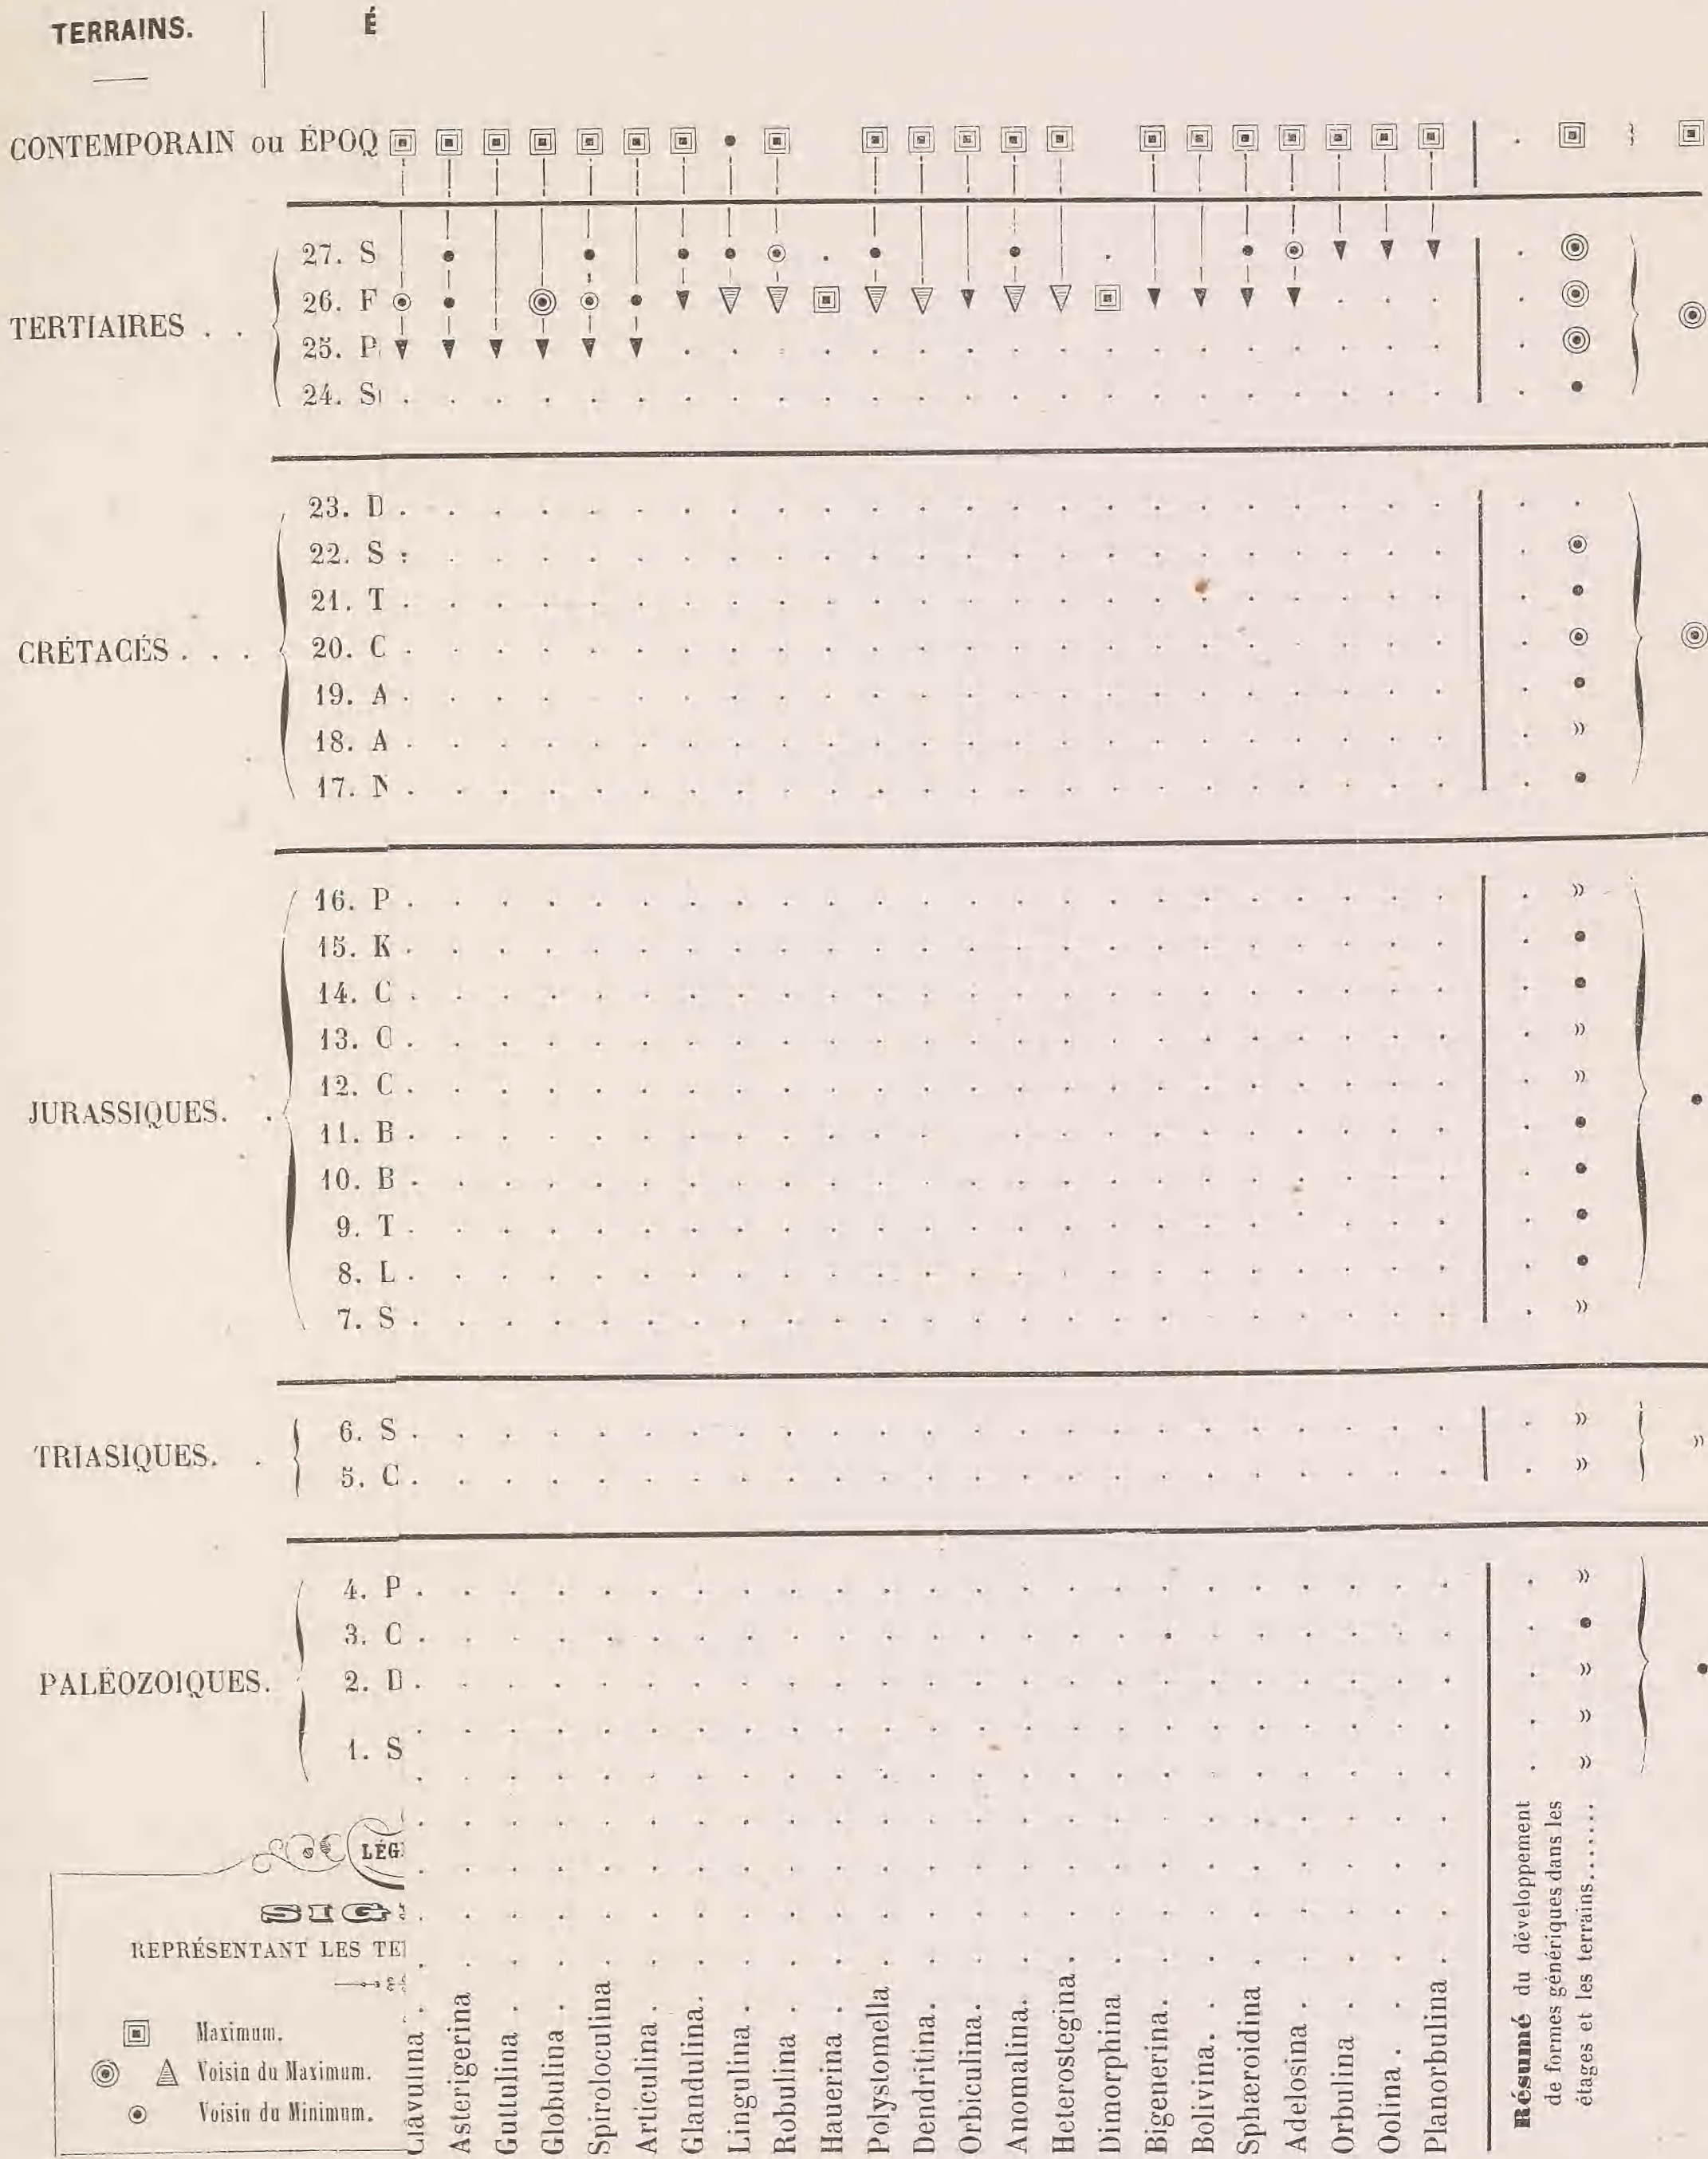 TERRAINS.
É
CONTEMPORAIN ou ÉPOQ
TERTIAIRES . .
27. S
26. F
25. P
24. S
CRÉTACÉS . . .
23. D
22. S
21. T
20. C
19. A
18. A
17. N
JURASSIQUES. .
16. P
15. K
14. C
13. O
12. C
11. B
10. B
9. T
8. L
7. S
TRIASIQUES. .
6. S
5. C
PALÉOZOIQUES.
4. P
3. C
2. D
1. S
LÉG
SIG
REPRÉSENTANT LES TE
Maximum.
Voisin du Maximum.
Voisin du Minimum.
Clavulina
Asterigerina
Guttulina
Globulina
Spiroloculina
Articulina
Glandulina
Lingulina
Robulina
Hauerina
Polystomella
Dendritina
Orbiculina
Anomalina
Heterostegina
Dimorphina
Bigenerina
Bolivina
Sphæroidina
Adelosina
Orbulina
Oolina
Planorbulina
Résumé du développement
de formes génériques dans les
étages et les terrains.......